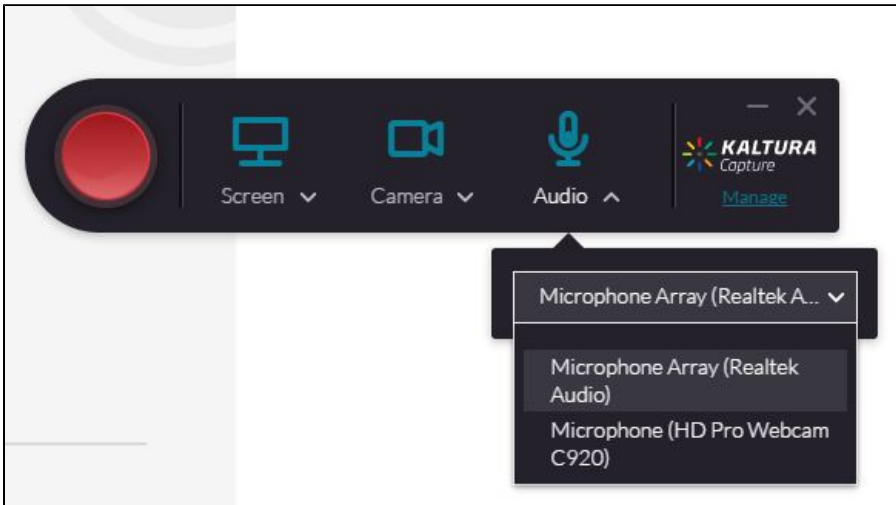 Screen
Camera
Audio
KALTURA
Capture
Manage
Microphone Array (Realtek A...
Microphone Array (Realtek
Audio)
Microphone (HD Pro Webcam
C920)